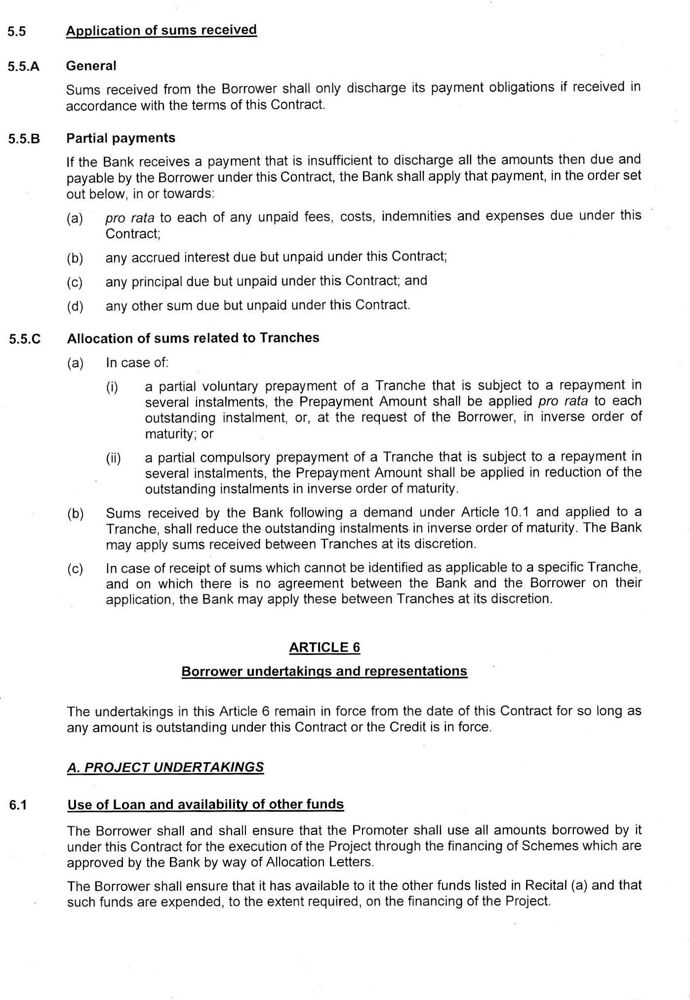 5.5 Application of sums received
5.5.A General
Sums received from the Borrower shall only discharge its payment obligations if received in
accordance with the terms of this Contract.
5.5.B Partial payments
If the Bank receives a payment that is insufficient to discharge all the amounts then due and
payable by the Borrower under this Contract, the Bank shall apply that payment, in the order set
out below, in or towards:
(a) pro rata to each of any unpaid fees, costs, indemnities and expenses due under this
Contract;
(b) any accrued interest due but unpaid under this Contract;
(c) any principal due but unpaid under this Contract; and
(d) any other sum due but unpaid under this Contract.
5.5.C Allocation of sums related to Tranches
(a) In case of:
(i) a partial voluntary prepayment of a Tranche that is subject to a repayment in
several instalments, the Prepayment Amount shall be applied pro rata to each
outstanding instalment, or, at the request of the Borrower, in inverse order of
maturity; or
(ii) a partial compulsory prepayment of a Tranche that is subject to a repayment in
several instalments, the Prepayment Amount shall be applied in reduction of the
outstanding instalments in inverse order of maturity.
(b) Sums received by the Bank following a demand under Article 10.1 and applied to a
Tranche, shall reduce the outstanding instalments in inverse order of maturity. The Bank
may apply sums received between Tranches at its discretion.
(c) In case of receipt of sums which cannot be identified as applicable to a specific Tranche,
and on which there is no agreement between the Bank and the Borrower on their
application, the Bank may apply these between Tranches at its discretion.
ARTICLE 6
Borrower undertakings and representations
The undertakings in this Article 6 remain in force from the date of this Contract for so long as
any amount is outstanding under this Contract or the Credit is in force.
A. PROJECT UNDERTAKINGS
6.1 Use of Loan and availability of other funds
The Borrower shall and shall ensure that the Promoter shall use all amounts borrowed by it
under this Contract for the execution of the Project through the financing of Schemes which are
approved by the Bank by way of Allocation Letters.
The Borrower shall ensure that it has available to it the other funds listed in Recital (a) and that
such funds are expended, to the extent required, on the financing of the Project.